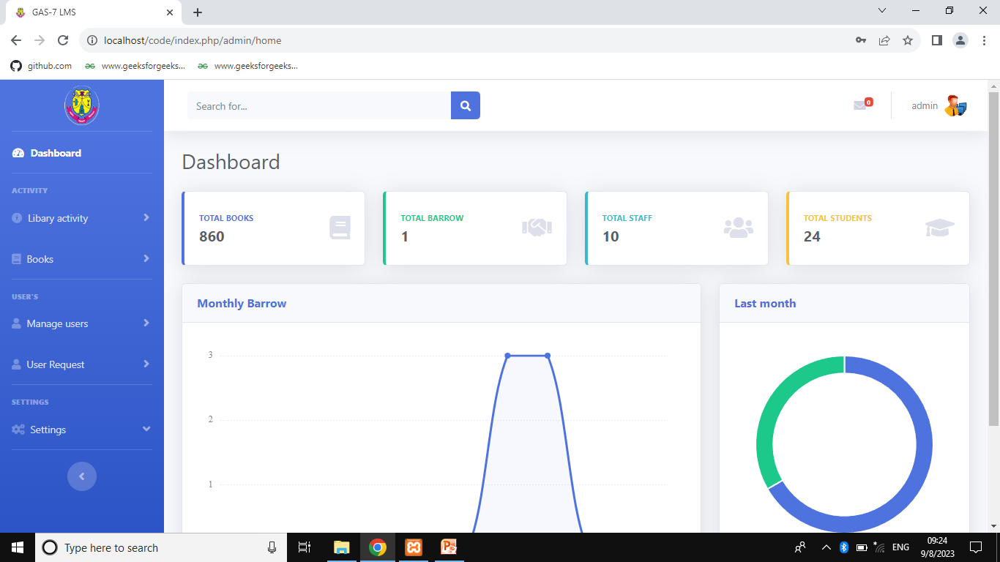 GAS-7 LMS
localhost/code/index.php/admin/home
github.com
www.geeksforgeeks...
www.geeksforgeeks...
Search for...
0
admin
Dashboard
ACTIVITY
Libary activity
Books
USER'S
Manage users
User Request
SETTINGS
Settings
Dashboard
TOTAL BOOKS
860
TOTAL BARROW
1
TOTAL STAFF
10
TOTAL STUDENTS
24
Monthly Barrow
3
2
1
Last month
Type here to search
ENG
09:24
9/8/2023